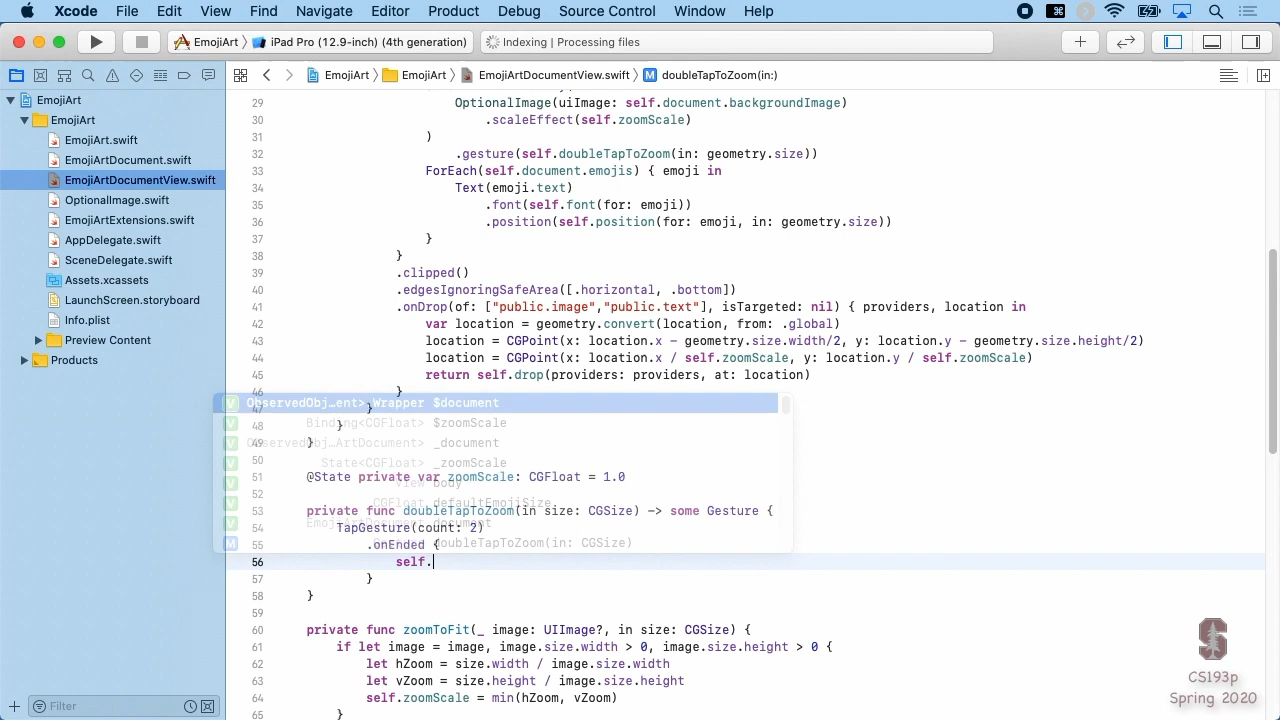 Xcode File Edit View Find Navigate Editor Product Debug Source Control Window Help
EmojiArt iPad Pro (12.9-inch) (4th generation) Indexing | Processing files
EmojiArt EmojiArt EmojiArtDocumentView.swift M doubleTapToZoom(in:)
EmojiArt
EmojiArt
EmojiArt.swift
EmojiArtDocument.swift
EmojiArtDocumentView.swift
OptionalImage.swift
EmojiArtExtensions.swift
AppDelegate.swift
SceneDelegate.swift
Assets.xcassets
LaunchScreen.storyboard
Info.plist
Preview Content
Products
Filter
29 OptionalImage(uiImage: self.document.backgroundImage)
30 .scaleEffect(self.zoomScale)
31 )
32 .gesture(self.doubleTapToZoom(in: geometry.size))
33 ForEach(self.document.emojis) { emoji in
34 Text(emoji.text)
35 .font(self.font(for: emoji))
36 .position(self.position(for: emoji, in: geometry.size))
37 }
38 }
39 .clipped()
40 .edgesIgnoringSafeArea([.horizontal, .bottom])
41 .onDrop(of: ["public.image","public.text"], isTargeted: nil) { providers, location in
42 var location = geometry.convert(location, from: .global)
43 location = CGPoint(x: location.x - geometry.size.width/2, y: location.y - geometry.size.height/2)
44 location = CGPoint(x: location.x / self.zoomScale, y: location.y / self.zoomScale)
45 return self.drop(providers: providers, at: location)
46 }
V ObservedObj…ent>.Wrapper $document
47 }
V Binding<CGFloat> $zoomScale
48 }
V ObservedObj…ArtDocument> _document
49 }
50
V State<CGFloat> _zoomScale
51 @State private var zoomScale: CGFloat = 1.0
V View body
52
V CGFloat defaultEmojiSize
53 private func doubleTapToZoom(in size: CGSize) -> some Gesture {
V document
54 TapGesture(count: 2)
M doubleTapToZoom(in: CGSize)
55 .onEnded {
56 self.
57 }
58 }
59
60 private func zoomToFit(_ image: UIImage?, in size: CGSize) {
61 if let image = image, image.size.width > 0, image.size.height > 0 {
62 let hZoom = size.width / image.size.width
63 let vZoom = size.height / image.size.height
64 self.zoomScale = min(hZoom, vZoom)
65 }
CS193p
Spring 2020